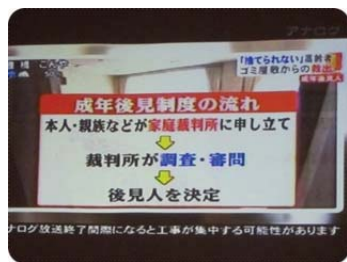 アナログ
「捨てられない」高齢者
ゴミ屋敷からの救出
成年後見人
成年後見制度の流れ
本人・親族などが家庭裁判所に申し立て
裁判所が調査・審問
後見人を決定
ナログ放送終了間際になると工事が集中する可能性があります